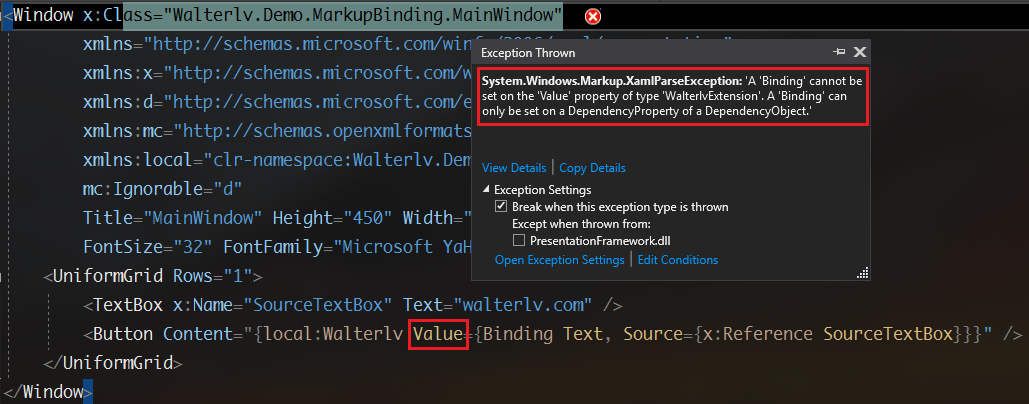 <Window x:Class="Walterlv.Demo.MarkupBinding.MainWindow"
xmlns="http://schemas.microsoft.com/winfx/2006/xaml/presentation"
xmlns:x="http://schemas.microsoft.com/w
xmlns:d="http://schemas.microsoft.com/e
xmlns:mc="http://schemas.openxmlformats
xmlns:local="clr-namespace:Walterlv.Dem
mc:Ignorable="d"
Title="MainWindow" Height="450" Width="
FontSize="32" FontFamily="Microsoft YaH
<UniformGrid Rows="1">
<TextBox x:Name="SourceTextBox" Text="walterlv.com" />
<Button Content="{local:Walterlv Value={Binding Text, Source={x:Reference SourceTextBox}}}" />
</UniformGrid>
</Window>
Exception Thrown
System.Windows.Markup.XamlParseException: 'A 'Binding' cannot be
set on the 'Value' property of type 'WalterlvExtension'. A 'Binding' can
only be set on a DependencyProperty of a DependencyObject.'
View Details | Copy Details
Exception Settings
Break when this exception type is thrown
Except when thrown from:
PresentationFramework.dll
Open Exception Settings | Edit Conditions